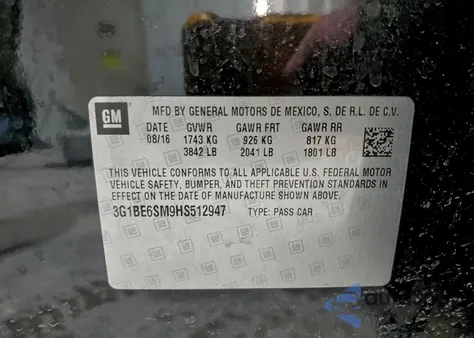 GM
MFD BY GENERAL MOTORS DE MEXICO, S. DE R.L. DE C.V.
DATE GVWR GAWR FRT GAWR RR
08/16 1743 KG 926 KG 817 KG
3842 LB 2041 LB 1801 LB
THIS VEHICLE CONFORMS TO ALL APPLICABLE U.S. FEDERAL MOTOR
VEHICLE SAFETY, BUMPER, AND THEFT PREVENTION STANDARDS IN
EFFECT ON THE DATE OF MANUFACTURE SHOWN ABOVE.
3G1BE6SM9HS512947 TYPE: PASS CAR